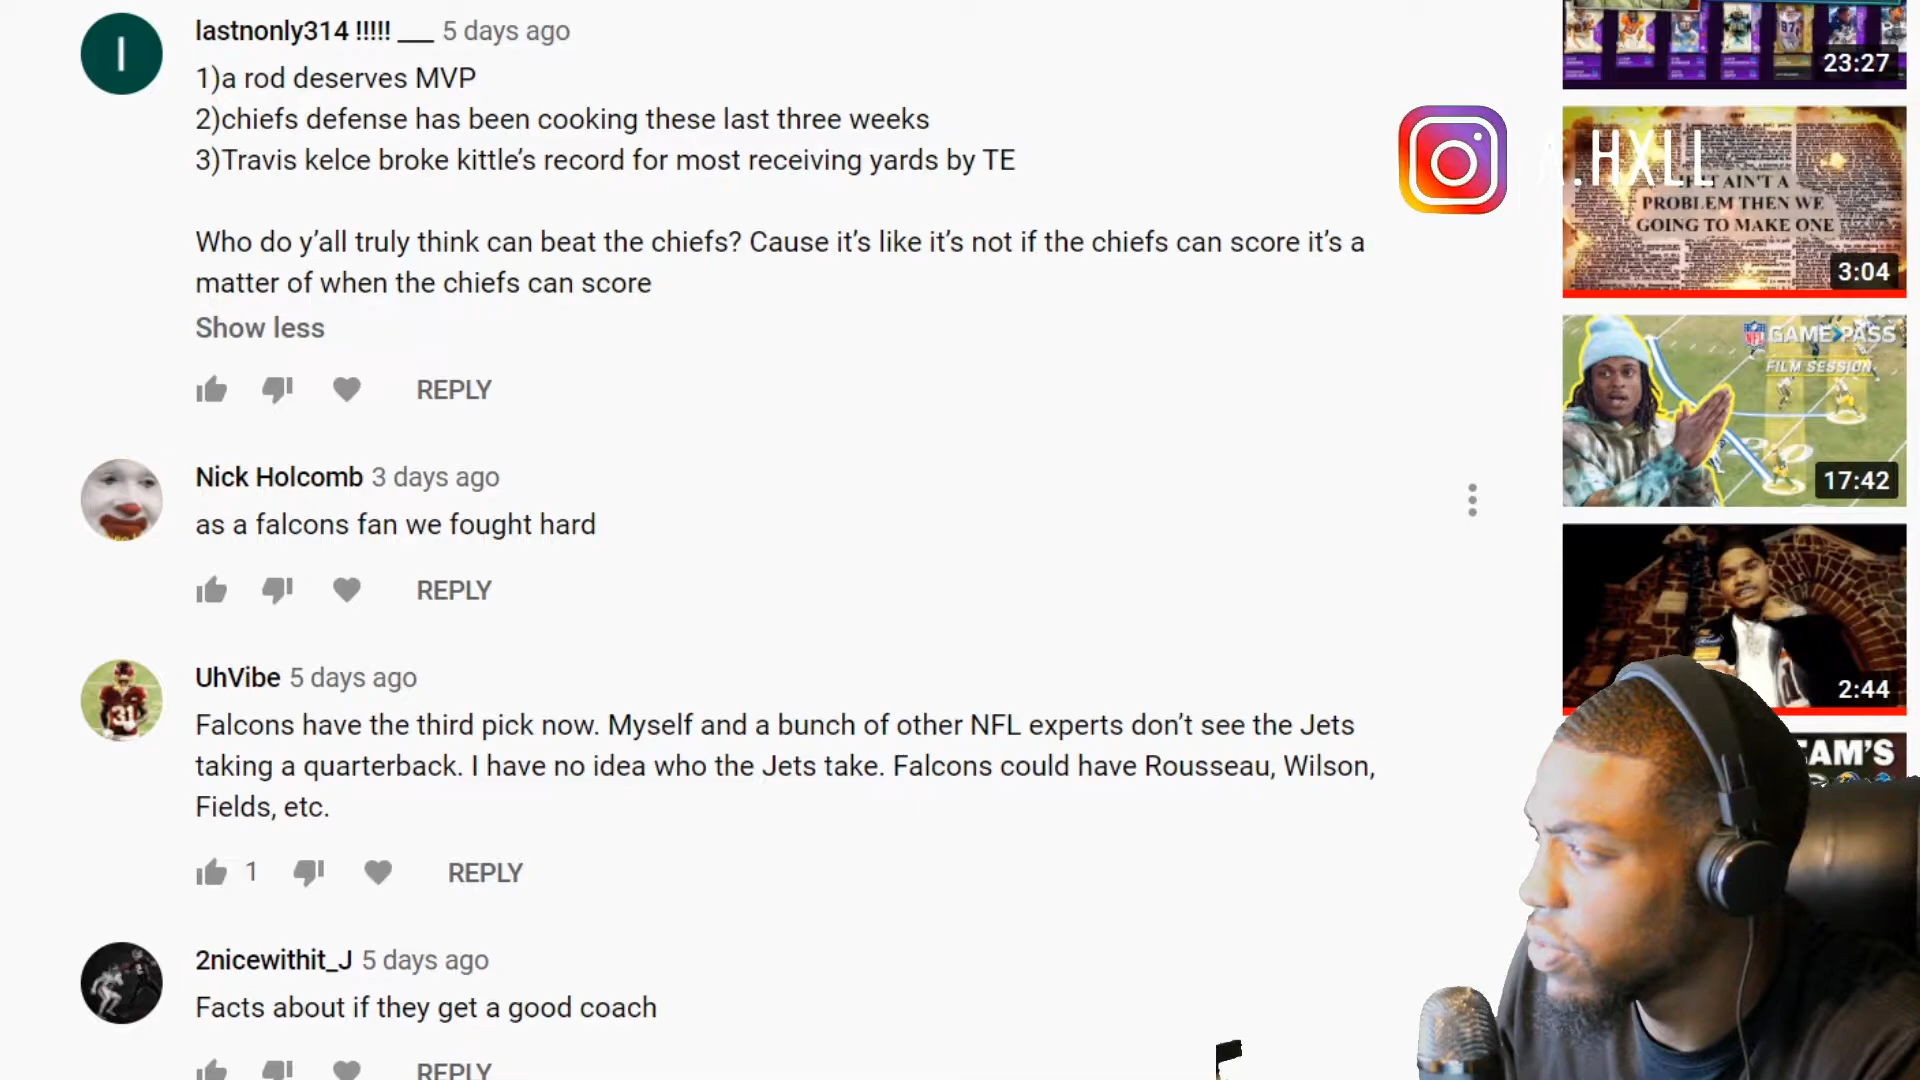 lastnonly314 !!!!! ___ 5 days ago
1)a rod deserves MVP
2)chiefs defense has been cooking these last three weeks
3)Travis kelce broke kittle's record for most receiving yards by TE
Who do y'all truly think can beat the chiefs? Cause it's like it's not if the chiefs can score it's a
matter of when the chiefs can score
Show less
REPLY
Nick Holcomb 3 days ago
as a falcons fan we fought hard
REPLY
UhVibe 5 days ago
Falcons have the third pick now. Myself and a bunch of other NFL experts don't see the Jets
taking a quarterback. I have no idea who the Jets take. Falcons could have Rousseau, Wilson,
Fields, etc.
1 REPLY
2nicewithit_J 5 days ago
Facts about if they get a good coach
REPLY
23:27
.HXLL
AIN'T A
PROBLEM THEN WE
GOING TO MAKE ONE
3:04
NFL GAME PASS
FILM SESSION
17:42
2:44
EAM'S
31